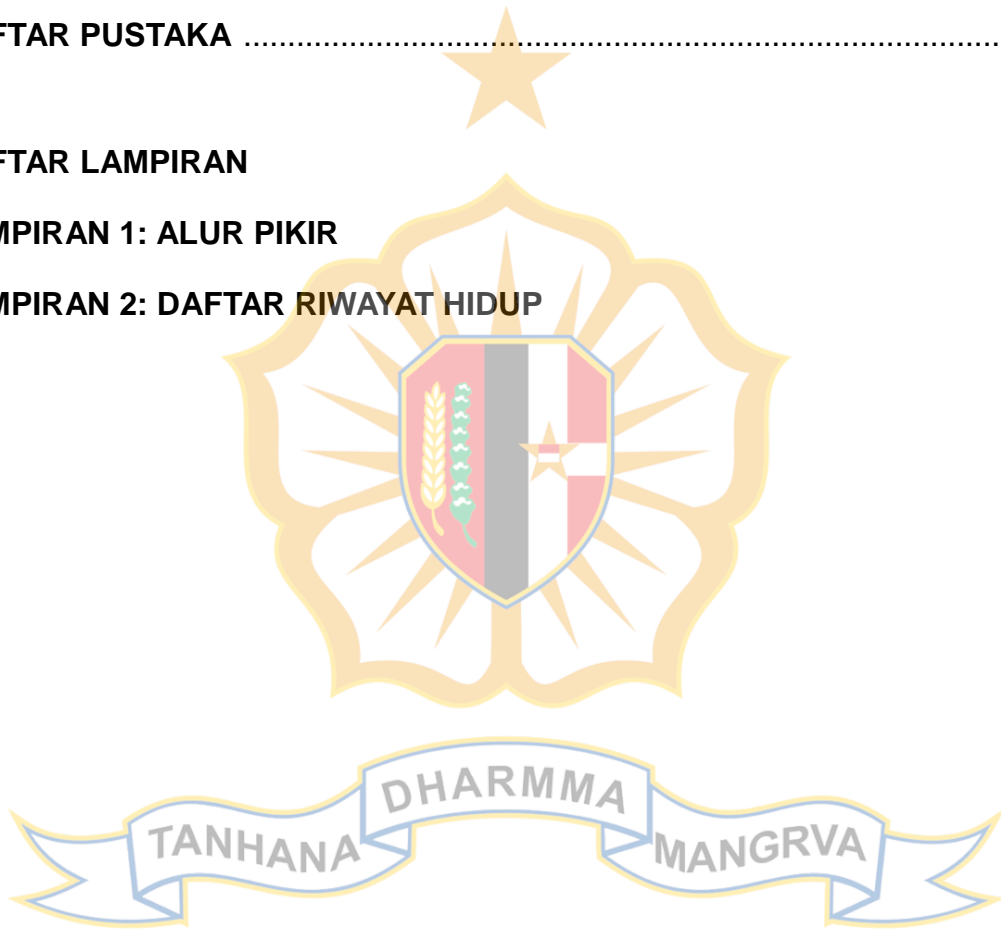 FTAR PUSTAKA ........................................................................................
FTAR LAMPIRAN
MPIRAN 1: ALUR PIKIR
MPIRAN 2: DAFTAR RIWAYAT HIDUP
TANHANA DHARMMA MANGRVA